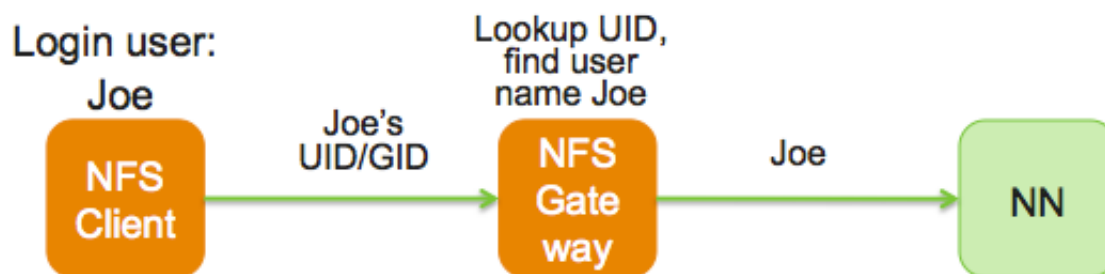 Login user:
Joe
NFS
Client
Joe's
UID/GID
Lookup UID,
find user
name Joe
NFS
Gate
way
Joe
NN